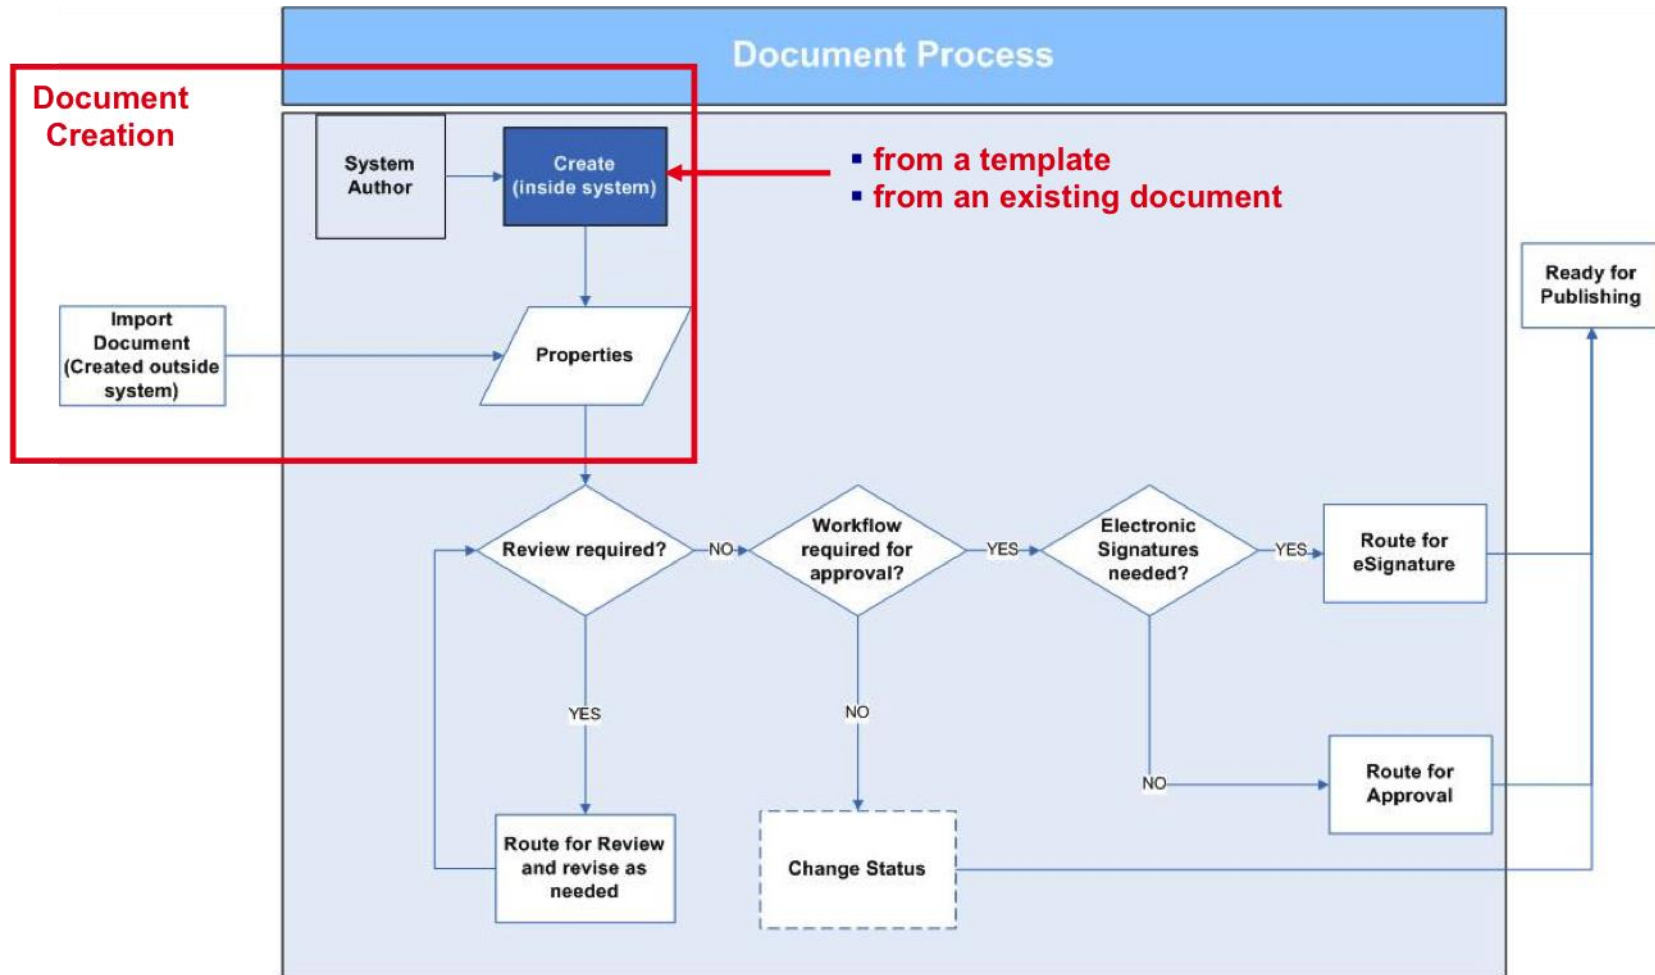 Document Process
Document
Creation
System
Author
Create
(inside system)
▪ from a template
▪ from an existing document
Ready for
Publishing
Import
Document
(Created outside
system)
Properties
Review required?
NO
Workflow
required for
approval?
YES
Electronic
Signatures
needed?
YES
Route for
eSignature
YES
NO
NO
Route for
Approval
Route for Review
and revise as
needed
Change Status